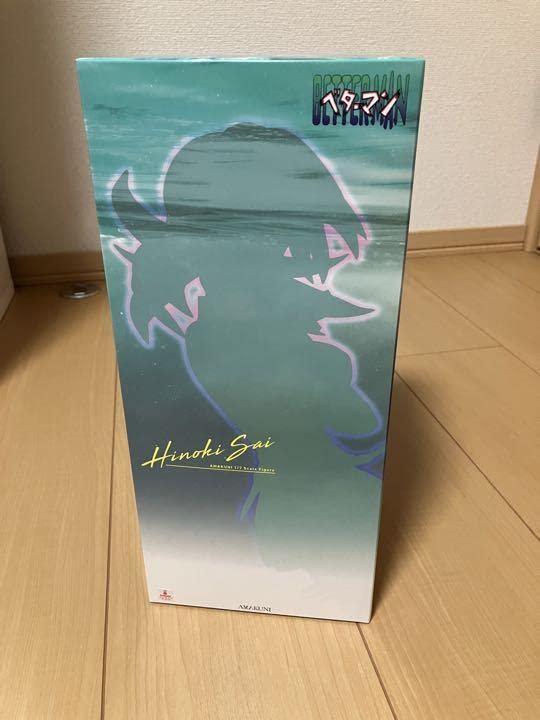 BETTERMAN
ベターマン
Hinoki Sai
AMAKUNI 1/7 Scale Figure
AMAKUNI